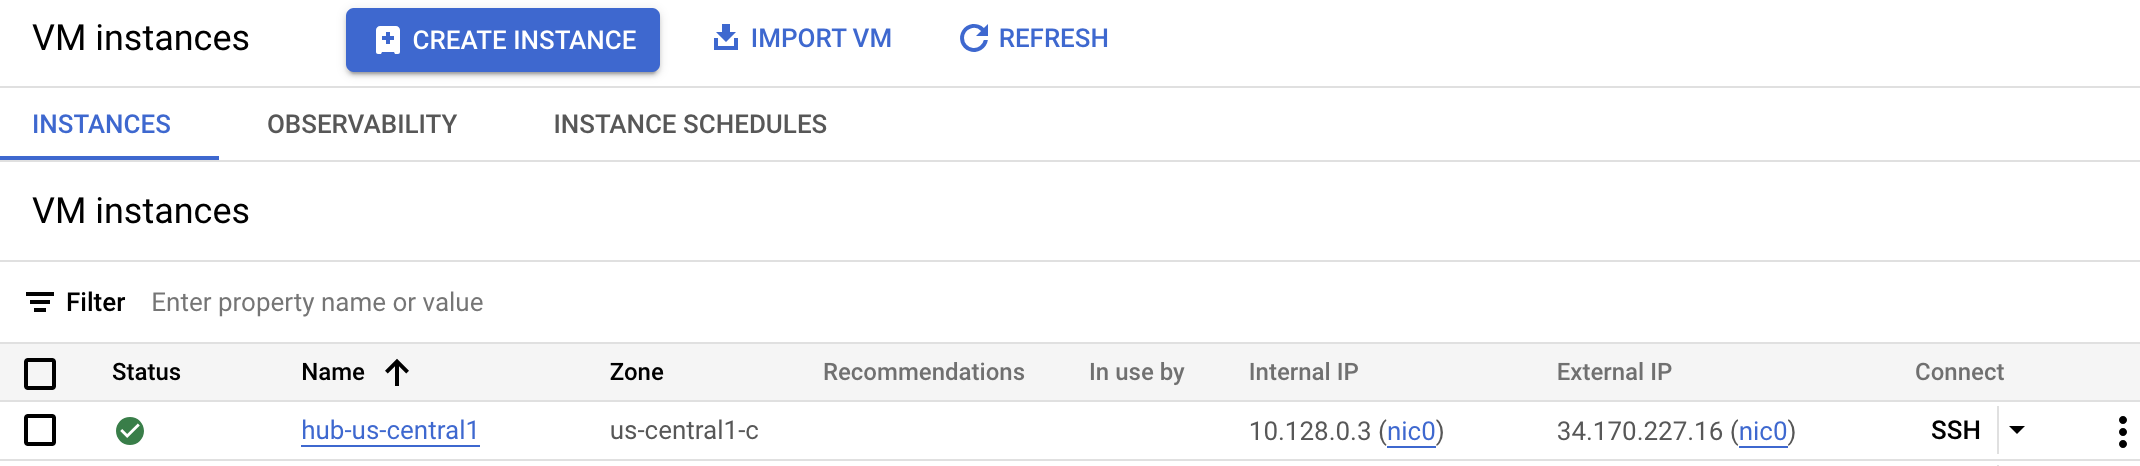 VM instances CREATE INSTANCE IMPORT VM REFRESH
INSTANCES OBSERVABILITY INSTANCE SCHEDULES
VM instances
Filter Enter property name or value
Status Name Zone Recommendations In use by Internal IP External IP Connect
hub-us-central1 us-central1-c 10.128.0.3 (nic0) 34.170.227.16 (nic0) SSH